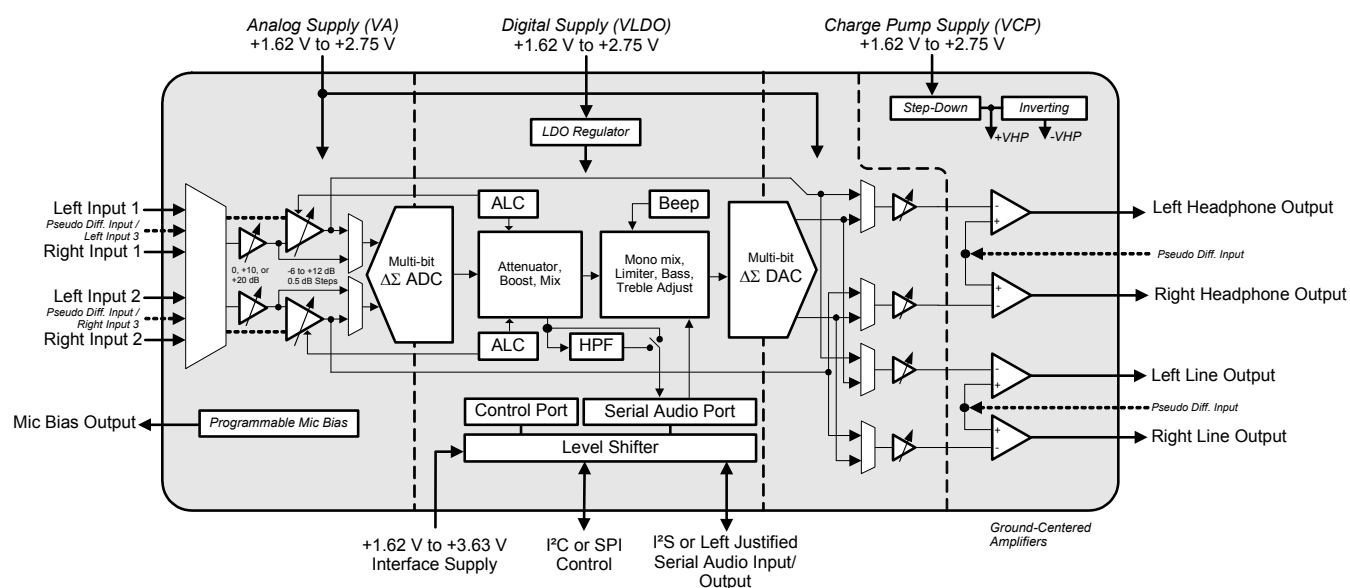 Analog Supply (VA)
+1.62 V to +2.75 V
Digital Supply (VLDO)
+1.62 V to +2.75 V
Charge Pump Supply (VCP)
+1.62 V to +2.75 V
Step-Down
Inverting
+VHP
-VHP
LDO Regulator
Left Input 1
Pseudo Diff. Input /
Left Input 3
Right Input 1
Left Input 2
Pseudo Diff. Input /
Right Input 3
Right Input 2
0, +10, or
+20 dB
-6 to +12 dB
0.5 dB Steps
Multi-bit
ΔΣ ADC
ALC
Attenuator,
Boost, Mix
ALC
HPF
Beep
Mono mix,
Limiter, Bass,
Treble Adjust
Multi-bit
ΔΣ DAC
-
+
+
-
-
+
+
-
Left Headphone Output
Pseudo Diff. Input
Right Headphone Output
Left Line Output
Pseudo Diff. Input
Right Line Output
Mic Bias Output
Programmable Mic Bias
Control Port
Serial Audio Port
Level Shifter
+1.62 V to +3.63 V
Interface Supply
I²C or SPI
Control
I²S or Left Justified
Serial Audio Input/
Output
Ground-Centered
Amplifiers